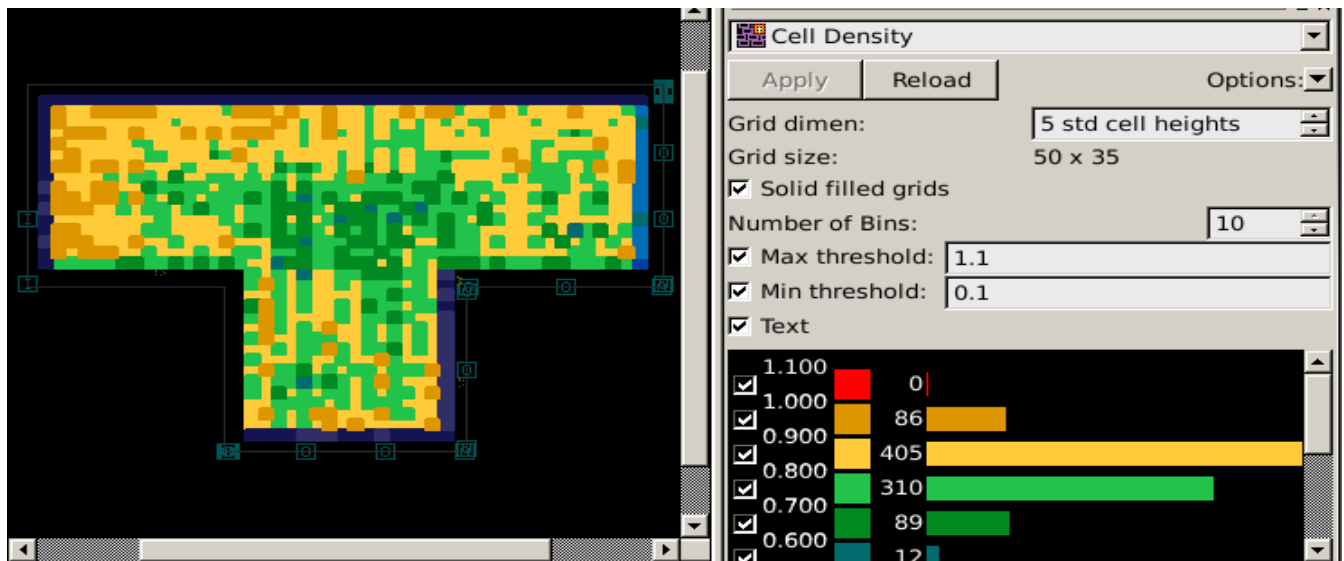 Cell Density
Apply Reload Options:
Grid dimen: 5 std cell heights
Grid size: 50 x 35
Solid filled grids
Number of Bins: 10
Max threshold: 1.1
Min threshold: 0.1
Text
1.100
0
1.000
86
0.900
405
0.800
310
0.700
89
0.600
12